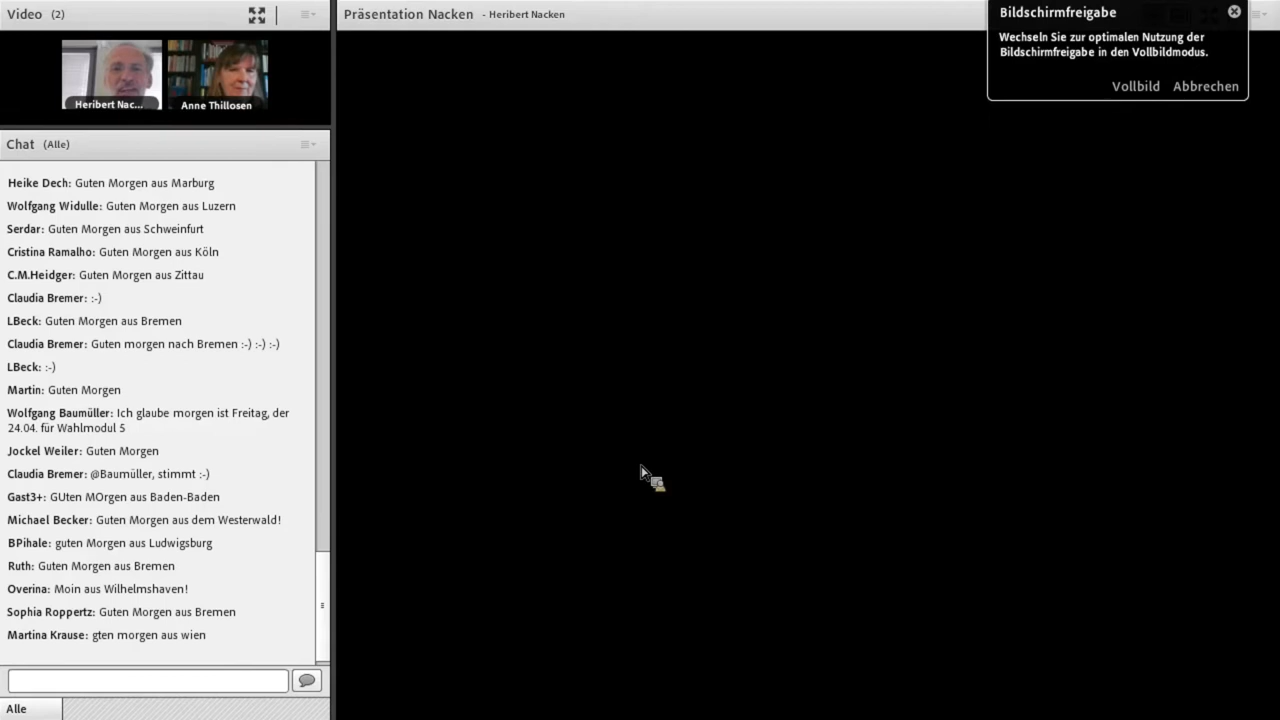 Video (2)
Heribert Nac...
Anne Thillosen
Chat (Alle)
Heike Dech: Guten Morgen aus Marburg
Wolfgang Widulle: Guten Morgen aus Luzern
Serdar: Guten Morgen aus Schweinfurt
Cristina Ramalho: Guten Morgen aus Köln
C.M.Heidger: Guten Morgen aus Zittau
Claudia Bremer: :-)
LBeck: Guten Morgen aus Bremen
Claudia Bremer: Guten morgen nach Bremen :-) :-) :-)
LBeck: :-)
Martin: Guten Morgen
Wolfgang Baumüller: Ich glaube morgen ist Freitag, der
24.04. für Wahlmodul 5
Jockel Weiler: Guten Morgen
Claudia Bremer: @Baumüller, stimmt :-)
Gast3+: GUten MOrgen aus Baden-Baden
Michael Becker: Guten Morgen aus dem Westerwald!
BPihale: guten Morgen aus Ludwigsburg
Ruth: Guten Morgen aus Bremen
Overina: Moin aus Wilhelmshaven!
Sophia Roppertz: Guten Morgen aus Bremen
Martina Krause: gten morgen aus wien
Alle
Präsentation Nacken - Heribert Nacken
Bildschirmfreigabe
Wechseln Sie zur optimalen Nutzung der
Bildschirmfreigabe in den Vollbildmodus.
Vollbild Abbrechen